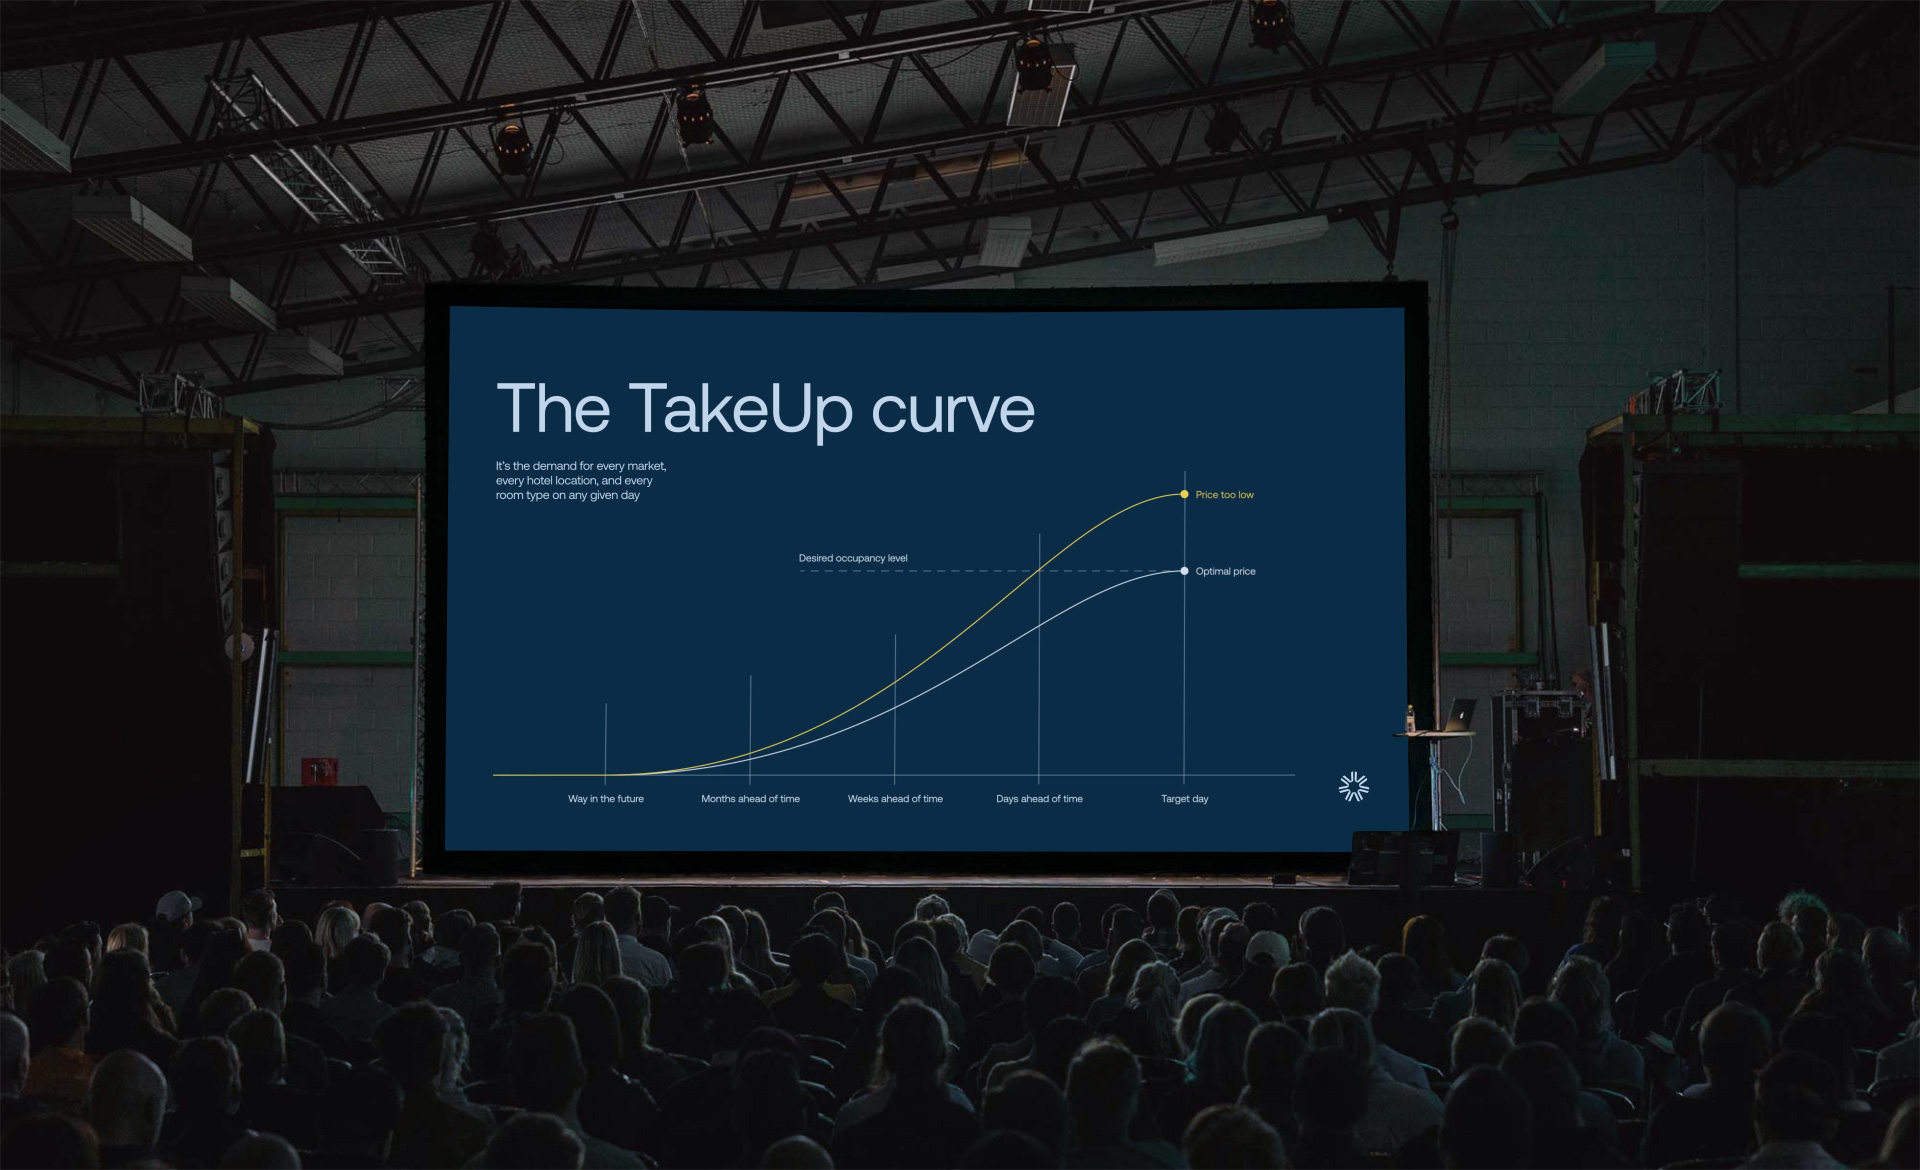 The TakeUp curve
It's the demand for every market,
every hotel location, and every
room type on any given day
Price too low
Desired occupancy level
Optimal price
Way in the future
Months ahead of time
Weeks ahead of time
Days ahead of time
Target day